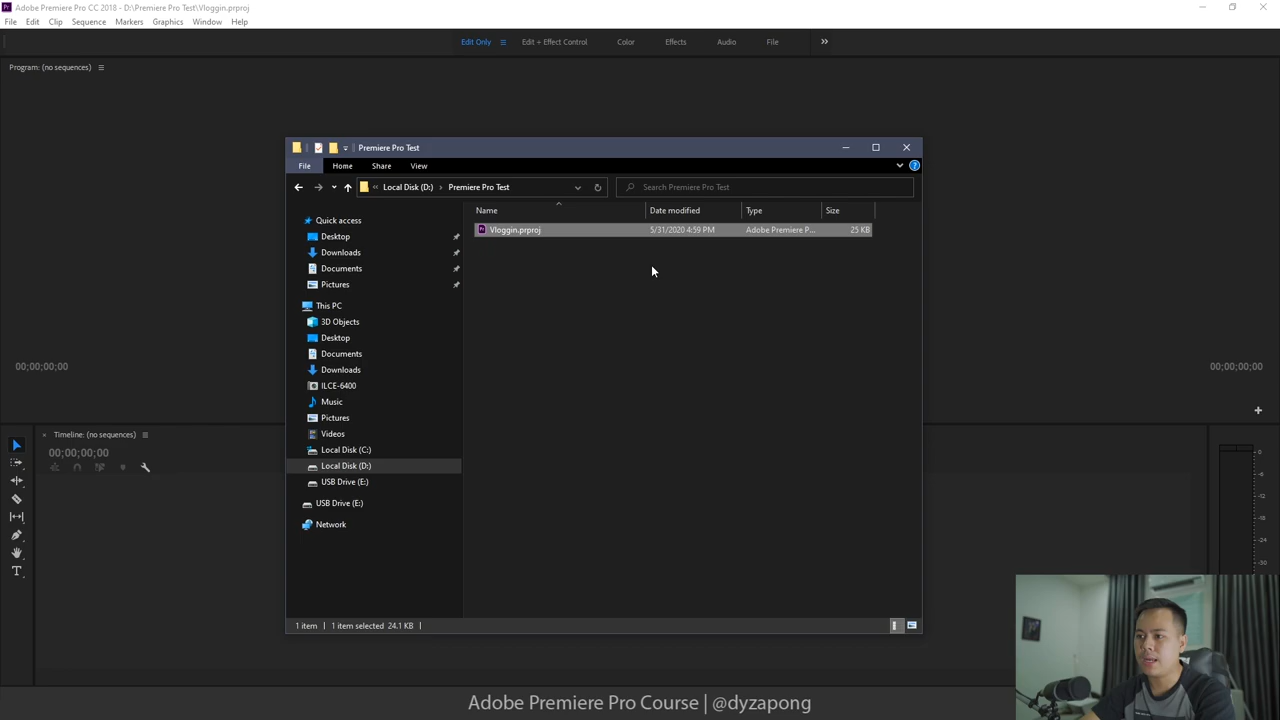 Adobe Premiere Pro CC 2018 - D:\Premiere Pro Test\Vloggin.prproj
File Edit Clip Sequence Markers Graphics Window Help
Edit Only Edit + Effect Control Color Effects Audio File
Program: (no sequences)
Premiere Pro Test
File Home Share View
Local Disk (D:) Premiere Pro Test Search Premiere Pro Test
Name Date modified Type Size
Vloggin.prproj 5/31/2020 4:59 PM Adobe Premiere P... 25 KB
Quick access
Desktop
Downloads
Documents
Pictures
This PC
3D Objects
Desktop
Documents
Downloads
ILCE-6400
Music
Pictures
Videos
Local Disk (C:)
Local Disk (D:)
USB Drive (E:)
USB Drive (E:)
Network
1 item 1 item selected 24.1 KB
00;00;00;00 00;00;00;00
Timeline: (no sequences)
00;00;00;00
0
-6
-12
-18
-24
-30
Adobe Premiere Pro Course | @dyzapong